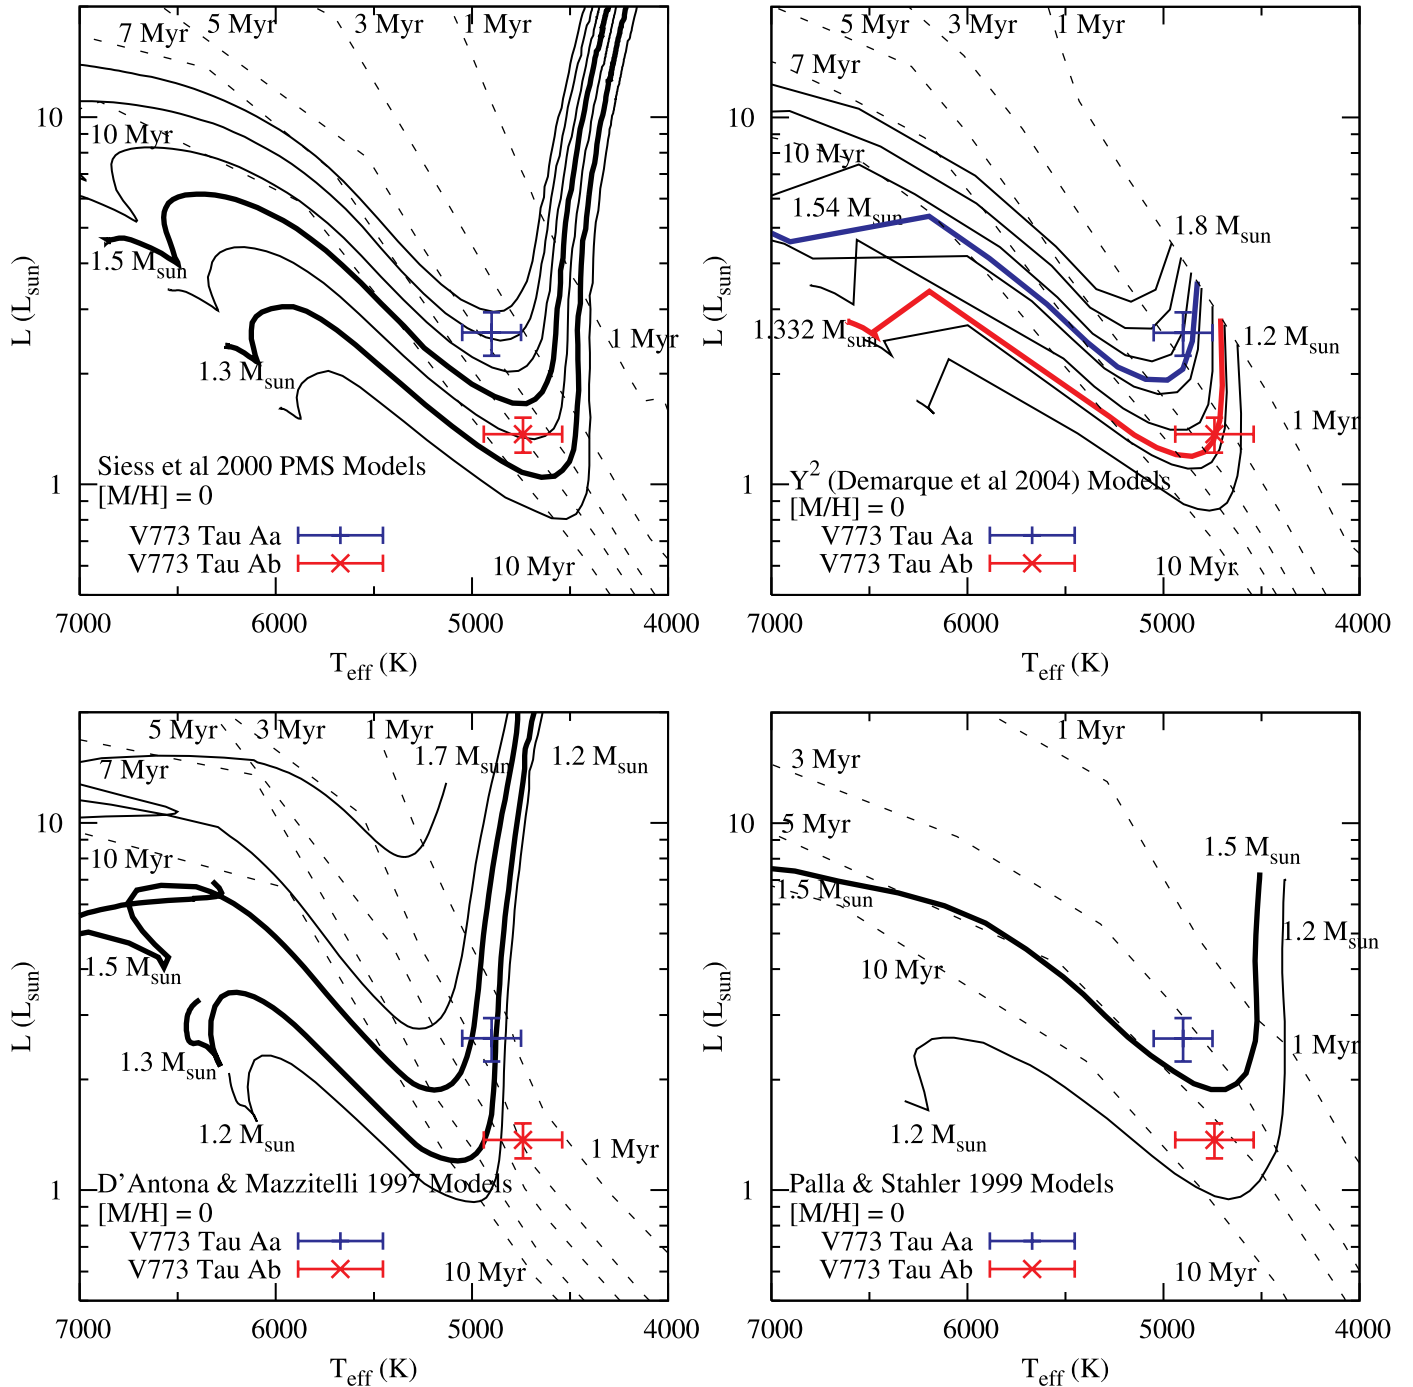 7 Myr
5 Myr
3 Myr
1 Myr
10
10 Myr
1.5 Msun
1 Myr
1.3 Msun
L (Lsun)
Siess et al 2000 PMS Models
1
[M/H] = 0
V773 Tau Aa
V773 Tau Ab
10 Myr
7000
6000
5000
4000
Teff (K)
5 Myr
3 Myr
1 Myr
7 Myr
10
10 Myr
1.54 Msun
1.8 Msun
1.332 Msun
1.2 Msun
L (Lsun)
1 Myr
1
Y2 (Demarque et al 2004) Models
[M/H] = 0
V773 Tau Aa
V773 Tau Ab
10 Myr
7000
6000
5000
4000
Teff (K)
5 Myr
3 Myr
1 Myr
1.7 Msun
1.2 Msun
7 Myr
10
10 Myr
1.5 Msun
L (Lsun)
1.3 Msun
1.2 Msun
1 Myr
1
D'Antona & Mazzitelli 1997 Models
[M/H] = 0
V773 Tau Aa
V773 Tau Ab
10 Myr
7000
6000
5000
4000
Teff (K)
1 Myr
3 Myr
10
5 Myr
1.5 Msun
1.5 Msun
1.2 Msun
10 Myr
L (Lsun)
1 Myr
1.2 Msun
1
Palla & Stahler 1999 Models
[M/H] = 0
V773 Tau Aa
V773 Tau Ab
10 Myr
7000
6000
5000
4000
Teff (K)